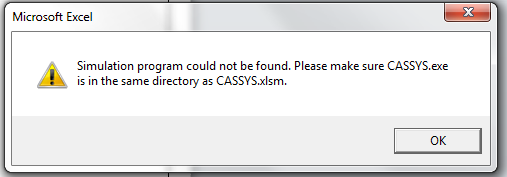 Microsoft Excel
Simulation program could not be found. Please make sure CASSYS.exe
is in the same directory as CASSYS.xlsm.
OK